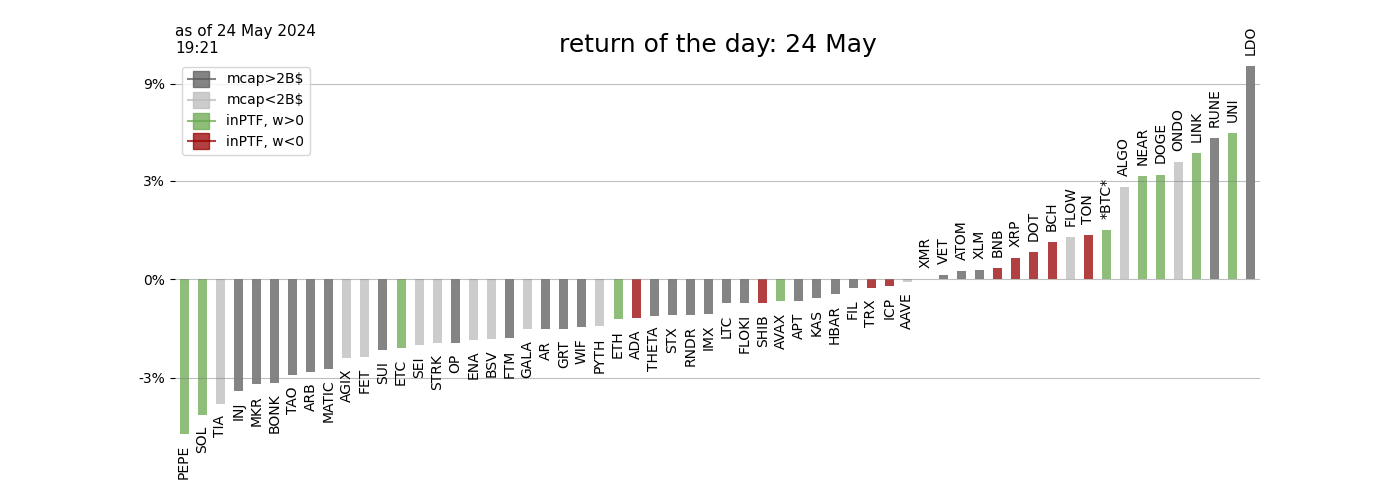 as of 24 May 2024
19:21
return of the day: 24 May
mcap>2B$
mcap<2B$
inPTF, w>0
inPTF, w<0
9%
3%
0%
-3%
PEPE
SOL
TIA
INJ
MKR
BONK
TAO
ARB
MATIC
AGIX
FET
SUI
ETC
SEI
STRK
OP
ENA
BSV
FTM
GALA
AR
GRT
WIF
PYTH
ETH
ADA
THETA
STX
RNDR
IMX
LTC
FLOKI
SHIB
AVAX
APT
KAS
HBAR
FIL
TRX
ICP
AAVE
XMR
VET
ATOM
XLM
BNB
XRP
DOT
BCH
FLOW
TON
*BTC*
ALGO
NEAR
DOGE
ONDO
LINK
RUNE
UNI
LDO